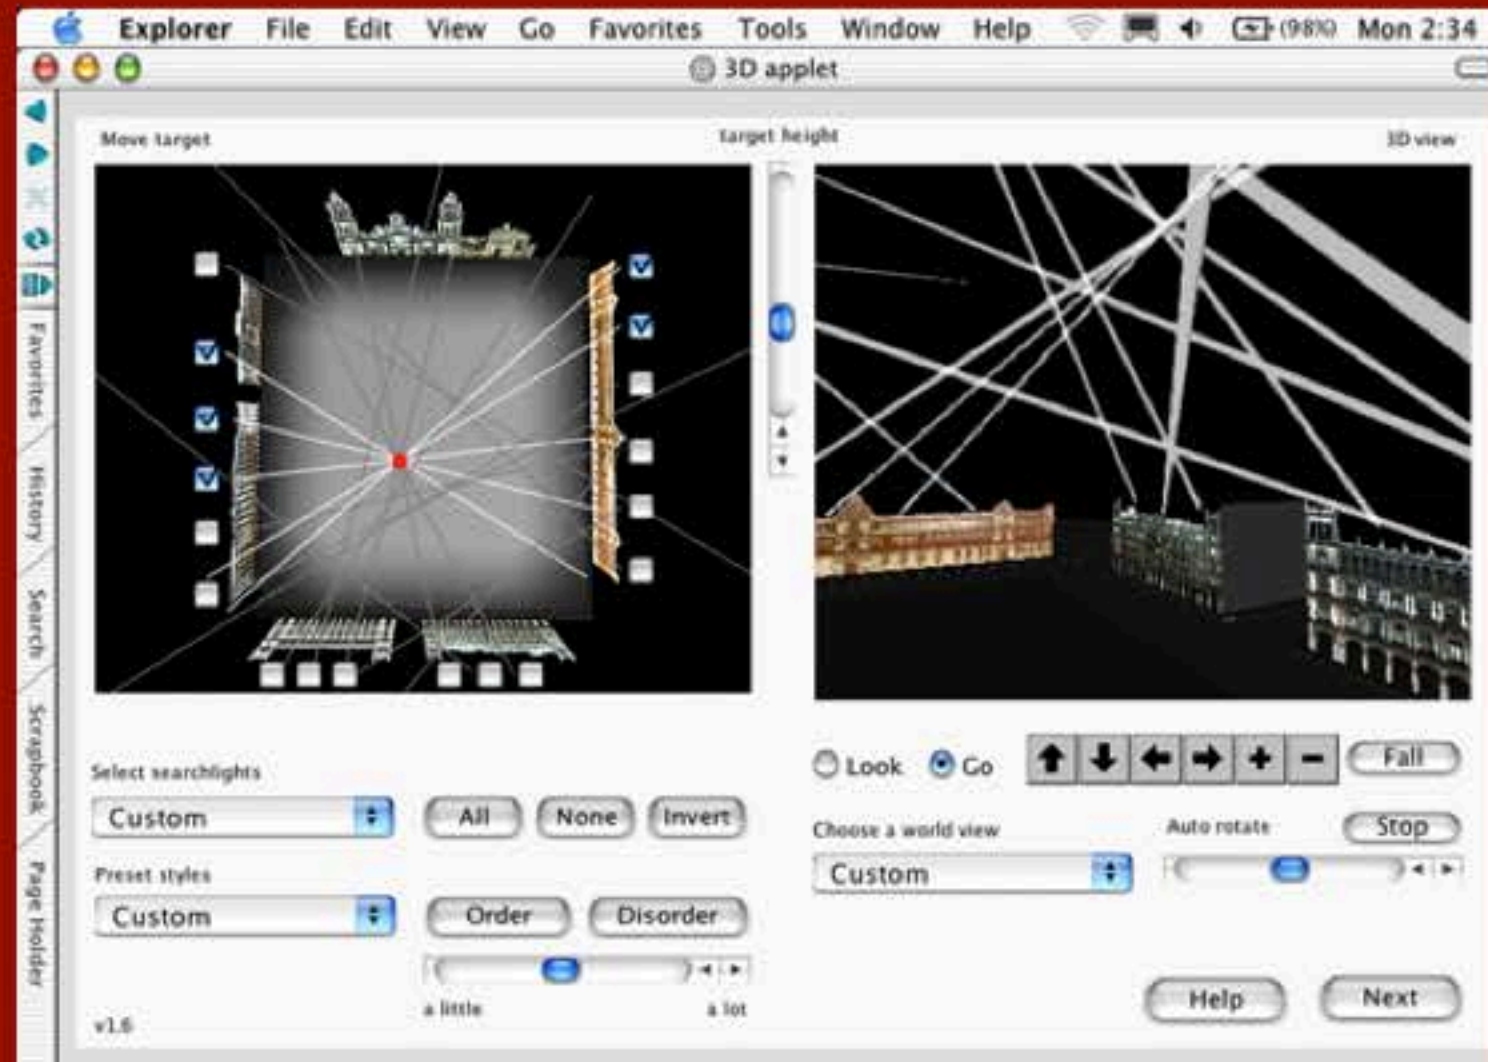 Explorer File Edit View Go Favorites Tools Window Help (98%) Mon 2:34
3D applet
Favorites
History
Search
Scrapbook
Page Holder
Move target
target height
3D view
Look Go Fall
Select searchlights
Custom All None Invert
Choose a world view Auto rotate Stop
Custom
Preset styles
Custom Order Disorder
a little a lot
Help Next
v1.6